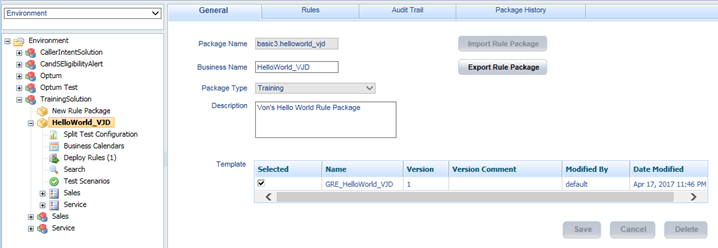 Environment
Environment
CallerIntentSolution
CandSEligibilityAlert
Optum
Optum Test
TrainingSolution
New Rule Package
HelloWorld_VJD
Split Test Configuration
Business Calendars
Deploy Rules (1)
Search
Test Scenarios
Sales
Service
Sales
Service
General Rules Audit Trail Package History
Package Name basic3.helloworld_vjd Import Rule Package
Business Name HelloWorld_VJD Export Rule Package
Package Type Training
Description Von's Hello World Rule Package
Template
Selected Name Version Version Comment Modified By Date Modified
GRE_HelloWorld_VJD 1 default Apr 17, 2017 11:46 PM
Save Cancel Delete